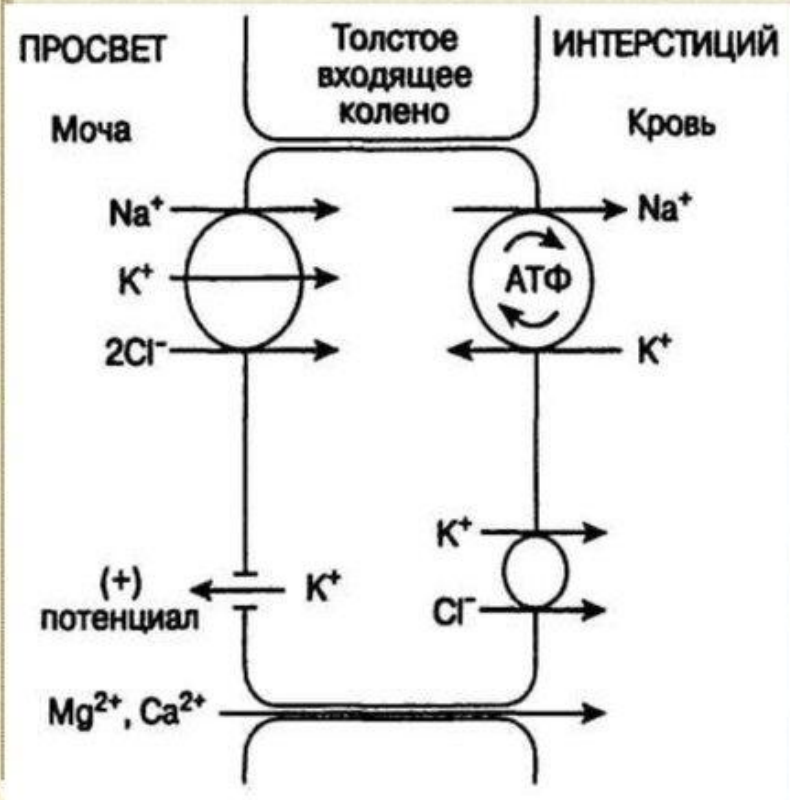 ПРОСВЕТ
Толстое
входящее
колено
ИНТЕРСТИЦИЙ
Моча
Кровь
Na⁺
Na⁺
K⁺
АТФ
2Cl⁻
K⁺
K⁺
(+)
потенциал
K⁺
Cl⁻
Mg²⁺, Ca²⁺